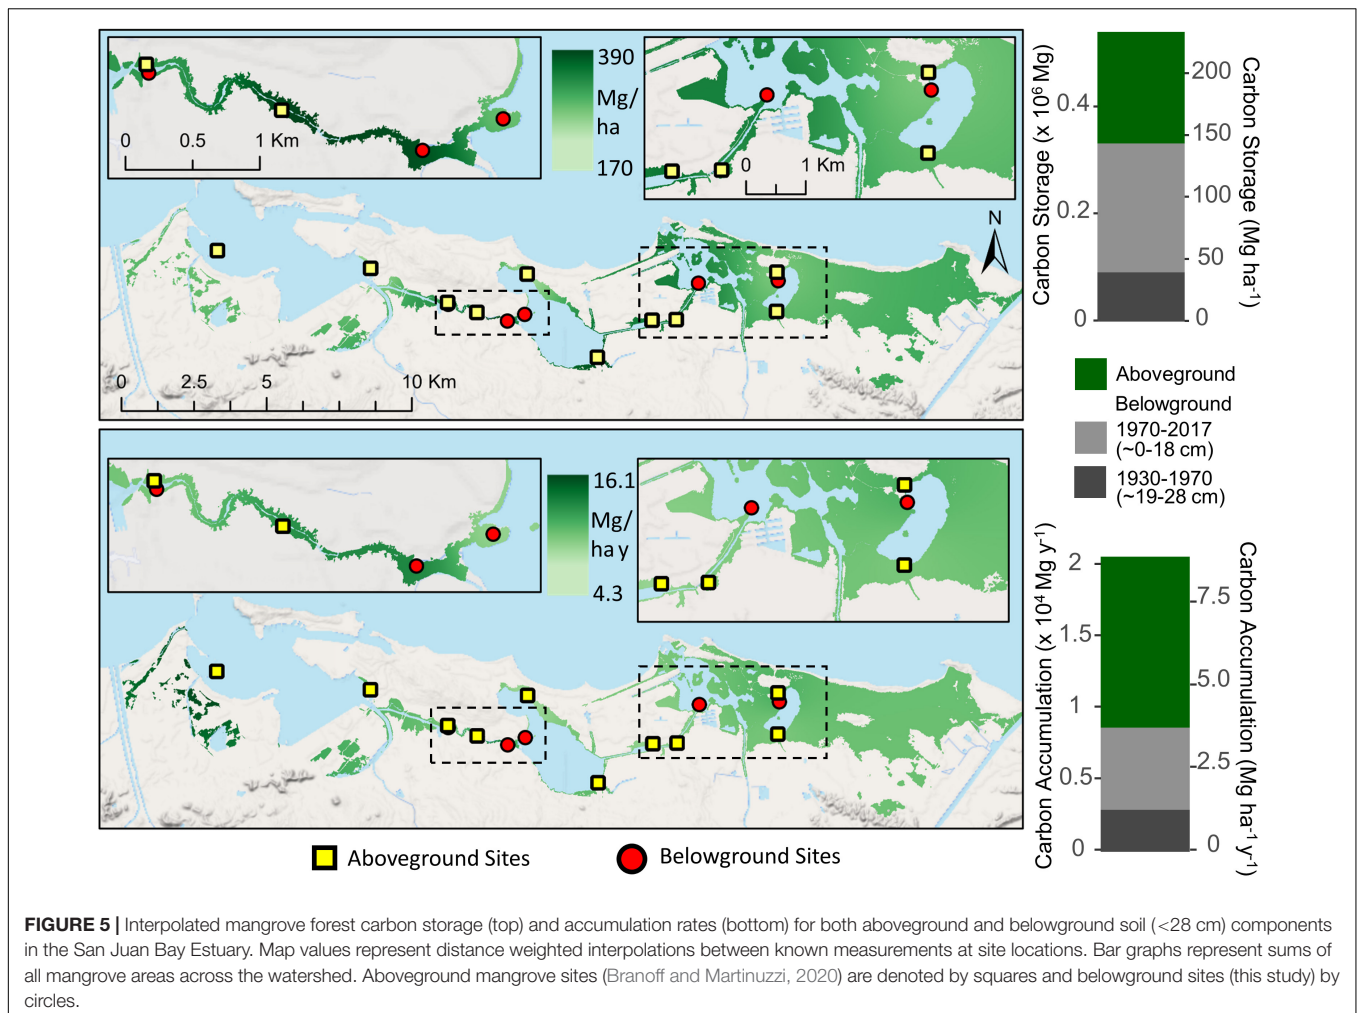 390
Mg/
ha
170
0 0.5 1 Km
0 1 Km
N
0 2.5 5 10 Km
Carbon Storage (x 10⁶ Mg)
0.4
0.2
0
200
150
100
50
0
Carbon Storage (Mg ha⁻¹)
Aboveground
Belowground
1970-2017
(~0-18 cm)
1930-1970
(~19-28 cm)
16.1
Mg/
ha y
4.3
Carbon Accumulation (x 10⁴ Mg y⁻¹)
2
1.5
1
0.5
0
7.5
5.0
2.5
0
Carbon Accumulation (Mg ha⁻¹ y⁻¹)
Aboveground Sites
Belowground Sites
FIGURE 5 | Interpolated mangrove forest carbon storage (top) and accumulation rates (bottom) for both aboveground and belowground soil (<28 cm) components
in the San Juan Bay Estuary. Map values represent distance weighted interpolations between known measurements at site locations. Bar graphs represent sums of
all mangrove areas across the watershed. Aboveground mangrove sites (Branoff and Martinuzzi, 2020) are denoted by squares and belowground sites (this study) by
circles.